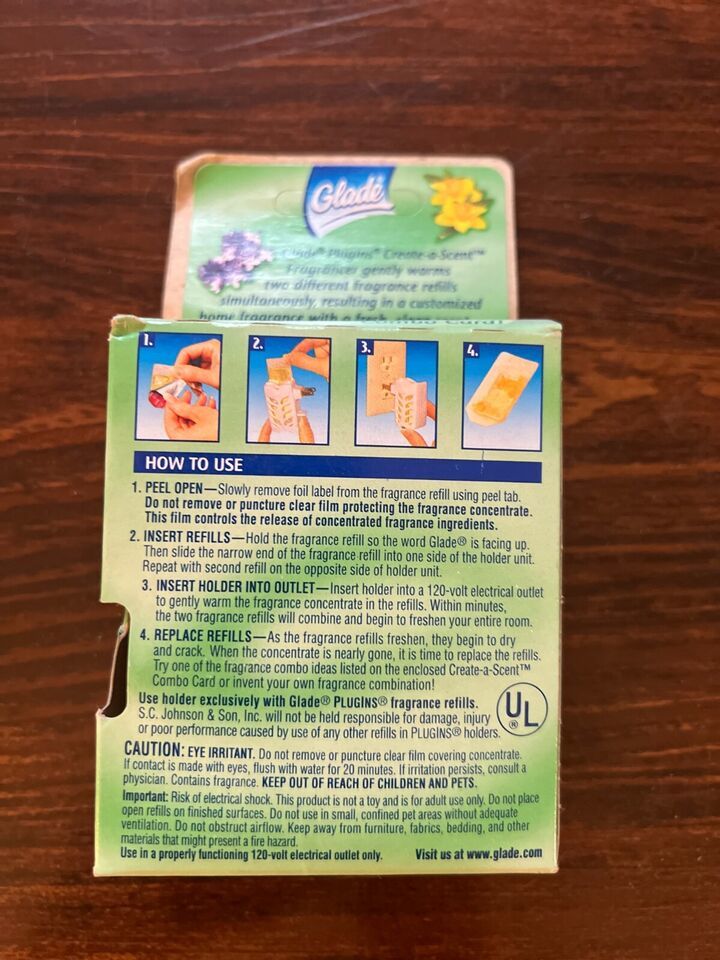 Glade
Glade® PlugIns® Create-a-Scent™
Fragrancer gently warms
two different fragrance refills
simultaneously, resulting in a customized
home fragrance with a fresh,
1.
2.
3.
4.
HOW TO USE
1. PEEL OPEN—Slowly remove foil label from the fragrance refill using peel tab.
Do not remove or puncture clear film protecting the fragrance concentrate.
This film controls the release of concentrated fragrance ingredients.
2. INSERT REFILLS—Hold the fragrance refill so the word Glade® is facing up.
Then slide the narrow end of the fragrance refill into one side of the holder unit.
Repeat with second refill on the opposite side of holder unit.
3. INSERT HOLDER INTO OUTLET—Insert holder into a 120-volt electrical outlet
to gently warm the fragrance concentrate in the refills. Within minutes,
the two fragrance refills will combine and begin to freshen your entire room.
4. REPLACE REFILLS—As the fragrance refills freshen, they begin to dry
and crack. When the concentrate is nearly gone, it is time to replace the refills.
Try one of the fragrance combo ideas listed on the enclosed Create-a-Scent™
Combo Card or invent your own fragrance combination!
Use holder exclusively with Glade® PLUGINS® fragrance refills.
S.C. Johnson & Son, Inc. will not be held responsible for damage, injury
or poor performance caused by use of any other refills in PLUGINS® holders.
UL
®
CAUTION: EYE IRRITANT. Do not remove or puncture clear film covering concentrate.
If contact is made with eyes, flush with water for 20 minutes. If irritation persists, consult a
physician. Contains fragrance. KEEP OUT OF REACH OF CHILDREN AND PETS.
Important: Risk of electrical shock. This product is not a toy and is for adult use only. Do not place
open refills on finished surfaces. Do not use in small, confined pet areas without adequate
ventilation. Do not obstruct airflow. Keep away from furniture, fabrics, bedding, and other
materials that might present a fire hazard.
Use in a properly functioning 120-volt electrical outlet only. Visit us at www.glade.com